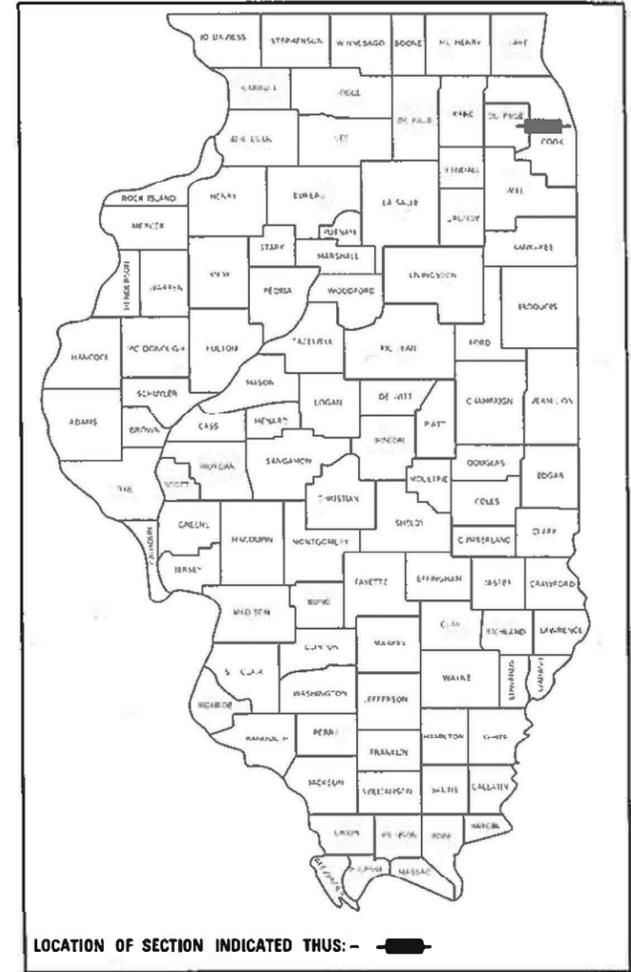 JO DAVIESS STEPHENSON WINNEBAGO BOONE MC HENRY LAKE
CARROLL OGLE DE KALB KANE DU PAGE
COOK
LEE
KENDALL
WILL
ROCK ISLAND HENRY BUREAU LA SALLE
GRUNDY
MERCER PUTNAM
STARK MARSHALL KANKAKEE
HENDERSON WARREN KNOX PEORIA WOODFORD LIVINGSTON
IROQUOIS
HANCOCK MC DONOUGH FULTON TAZEWELL MC LEAN FORD
MASON
SCHUYLER LOGAN DE WITT CHAMPAIGN VERMILION
ADAMS BROWN CASS MENARD PIATT
MACON
MORGAN SANGAMON DOUGLAS EDGAR
SCOTT CHRISTIAN MOULTRIE
COLES
GREENE MACOUPIN MONTGOMERY SHELBY
CALHOUN CUMBERLAND CLARK
JERSEY
FAYETTE EFFINGHAM JASPER CRAWFORD
MADISON BOND
CLAY RICHLAND LAWRENCE
CLINTON MARION
ST CLAIR WAYNE EDWARDS
WASHINGTON JEFFERSON
MONROE
RANDOLPH PERRY HAMILTON WHITE
FRANKLIN
JACKSON WILLIAMSON SALINE GALLATIN
UNION JOHNSON POPE HARDIN
MASSAC
LOCATION OF SECTION INDICATED THUS: -